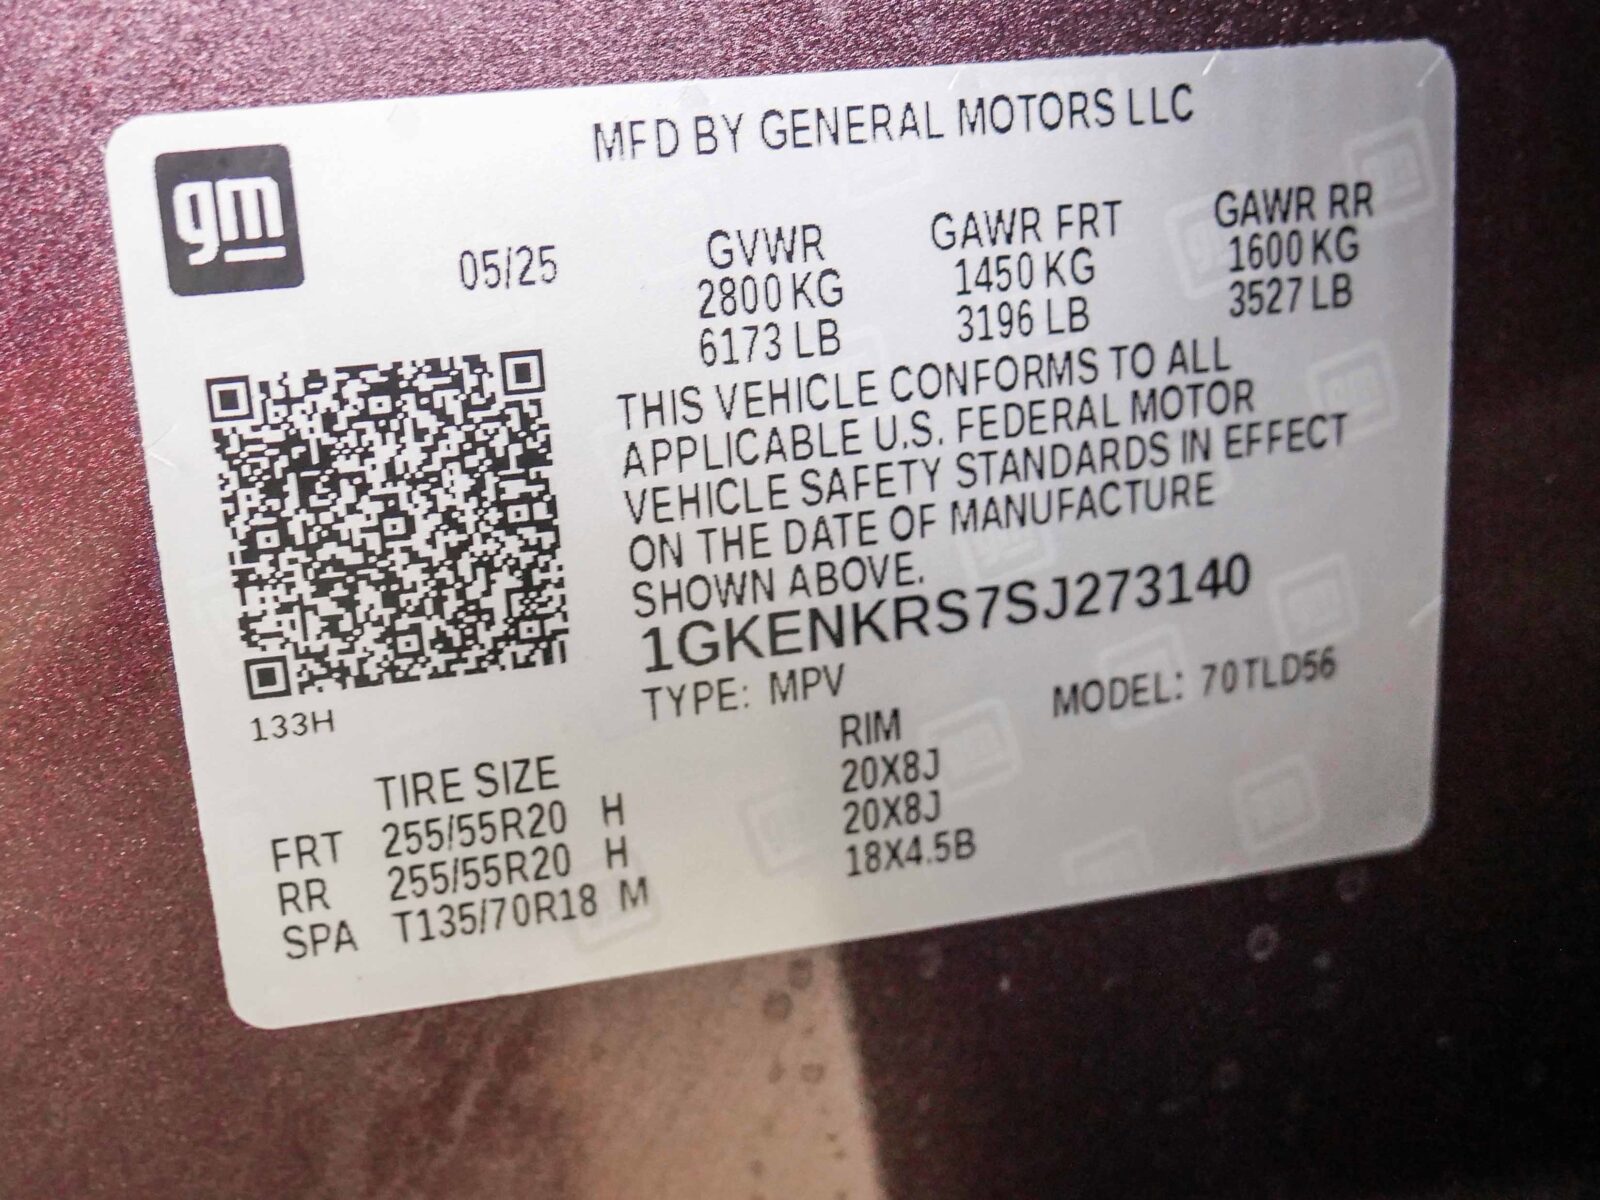 gm
MFD BY GENERAL MOTORS LLC
05/25
GVWR GAWR FRT GAWR RR
2800 KG 1450 KG 1600 KG
6173 LB 3196 LB 3527 LB
THIS VEHICLE CONFORMS TO ALL
APPLICABLE U.S. FEDERAL MOTOR
VEHICLE SAFETY STANDARDS IN EFFECT
ON THE DATE OF MANUFACTURE
SHOWN ABOVE.
1GKENKRS7SJ273140
TYPE: MPV MODEL: 70TLD56
133H
TIRE SIZE RIM
FRT 255/55R20 H 20X8J
RR 255/55R20 H 20X8J
SPA T135/70R18 M 18X4.5B